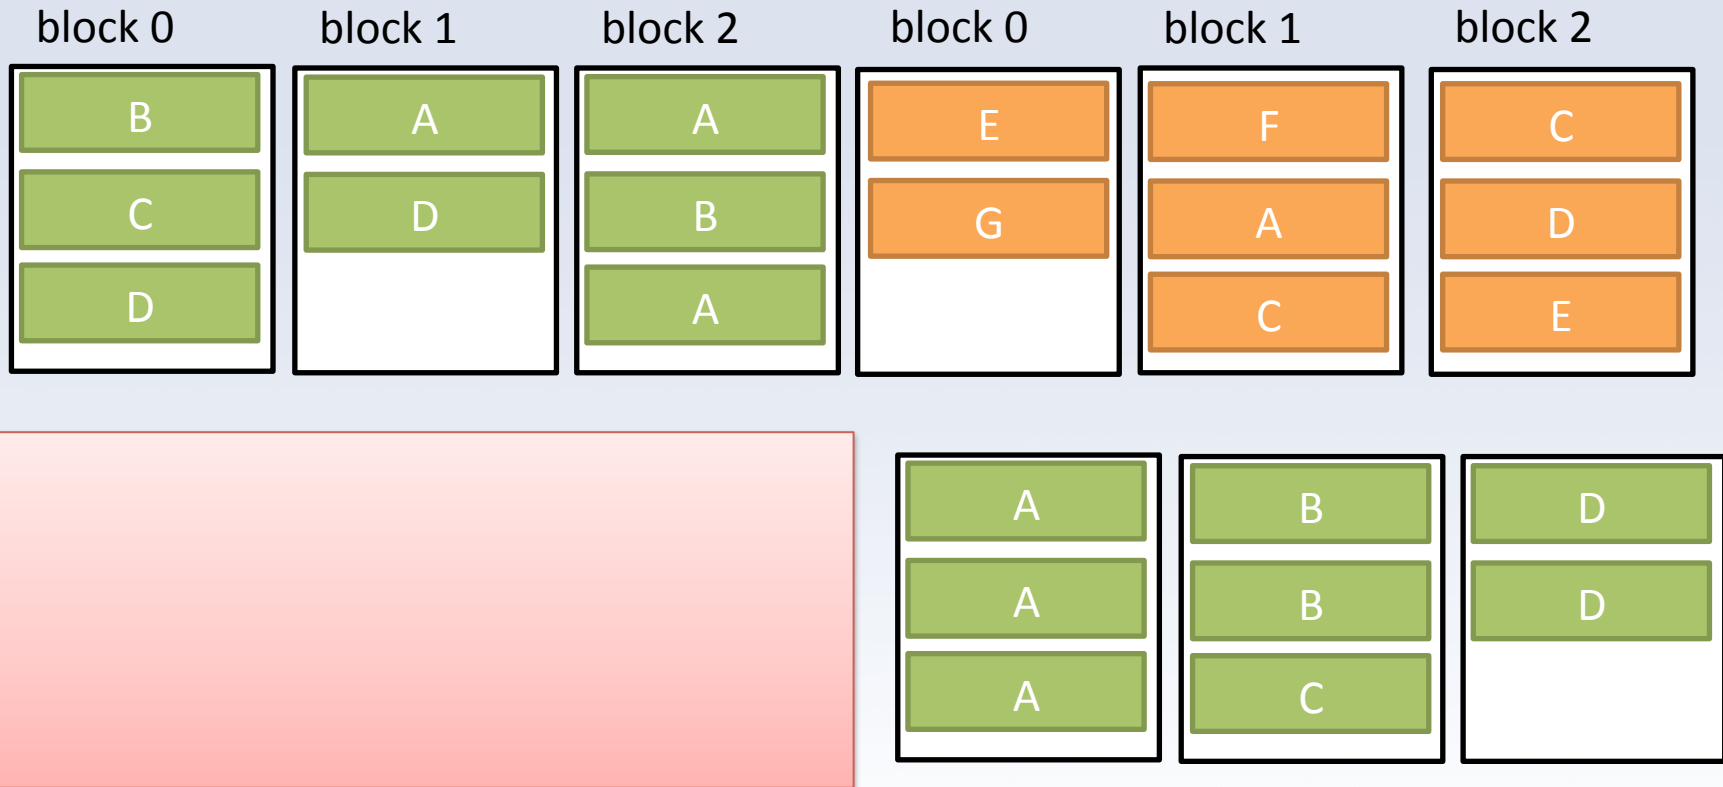 block 0 block 1 block 2 block 0 block 1 block 2
B A A E F C
C D B G A D
D A C E
A B D
A B D
A C